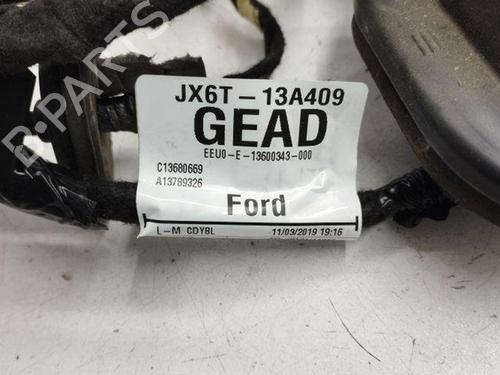 B-PARTS
JX6T-13A409
GEAD
EEU0-E-13600343-000
C13680669
A13789326
Ford
L-M CDYBL 11/03/2019 19:16